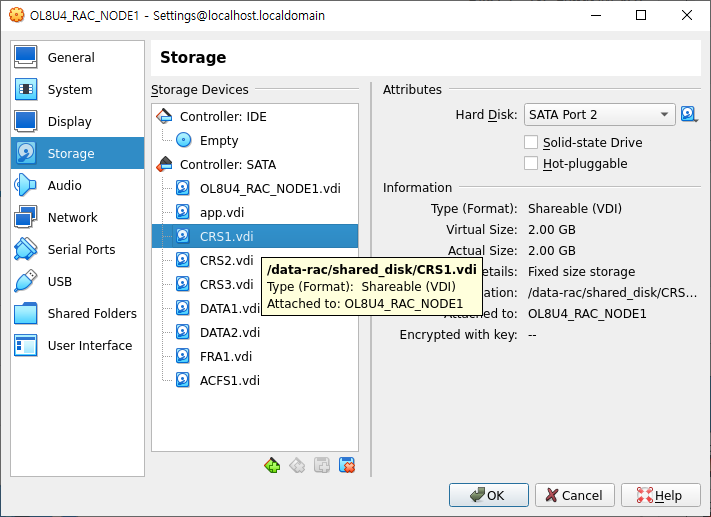 OL8U4_RAC_NODE1 - Settings@localhost.localdomain
General
System
Display
Storage
Audio
Network
Serial Ports
USB
Shared Folders
User Interface
Storage
Storage Devices
Controller: IDE
Empty
Controller: SATA
OL8U4_RAC_NODE1.vdi
app.vdi
CRS1.vdi
CRS2.vdi
CRS3.vdi
DATA1.vdi
DATA2.vdi
FRA1.vdi
ACFS1.vdi
/data-rac/shared_disk/CRS1.vdi
Type (Format): Shareable (VDI)
Attached to: OL8U4_RAC_NODE1
Attributes
Hard Disk: SATA Port 2
Solid-state Drive
Hot-pluggable
Information
Type (Format): Shareable (VDI)
Virtual Size: 2.00 GB
Actual Size: 2.00 GB
etails: Fixed size storage
ation: /data-rac/shared_disk/CRS...
to: OL8U4_RAC_NODE1
Encrypted with key: --
OK
Cancel
Help